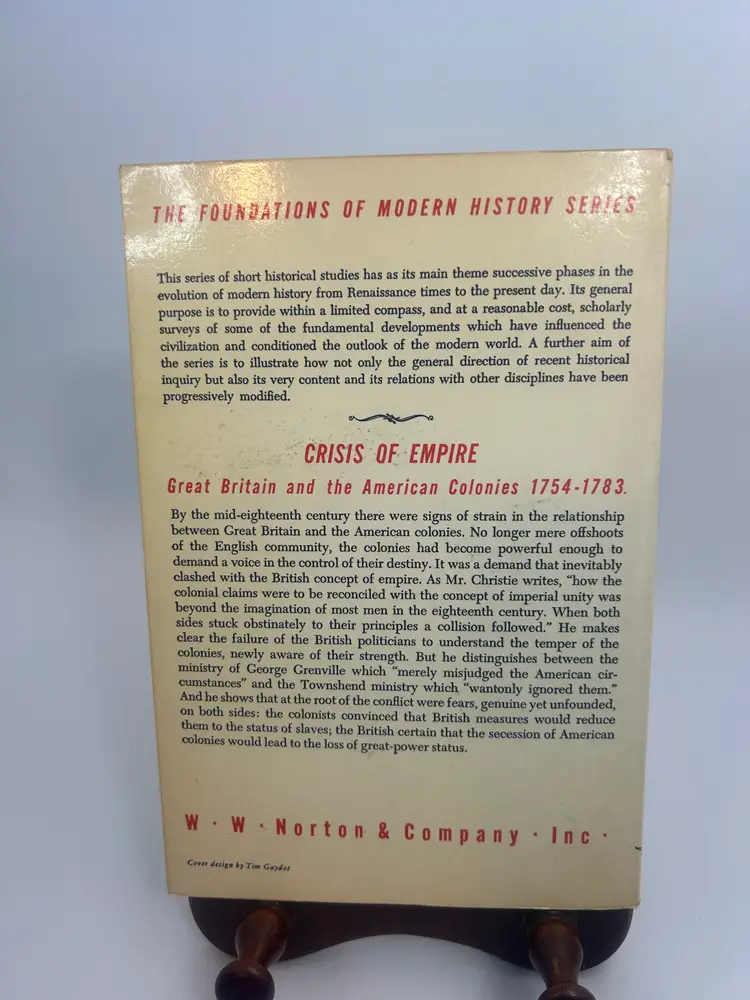 THE FOUNDATIONS OF MODERN HISTORY SERIES
This series of short historical studies has as its main theme successive phases in the
evolution of modern history from Renaissance times to the present day. Its general
purpose is to provide within a limited compass, and at a reasonable cost, scholarly
surveys of some of the fundamental developments which have influenced the
civilization and conditioned the outlook of the modern world. A further aim of
the series is to illustrate how not only the general direction of recent historical
inquiry but also its very content and its relations with other disciplines have been
progressively modified.
CRISIS OF EMPIRE
Great Britain and the American Colonies 1754-1783.
By the mid-eighteenth century there were signs of strain in the relationship
between Great Britain and the American colonies. No longer mere offshoots
of the English community, the colonies had become powerful enough to
demand a voice in the control of their destiny. It was a demand that inevitably
clashed with the British concept of empire. As Mr. Christie writes, “how the
colonial claims were to be reconciled with the concept of imperial unity was
beyond the imagination of most men in the eighteenth century. When both
sides stuck obstinately to their principles a collision followed.” He makes
clear the failure of the British politicians to understand the temper of the
colonies, newly aware of their strength. But he distinguishes between the
ministry of George Grenville which “merely misjudged the American cir-
cumstances” and the Townshend ministry which “wantonly ignored them.”
And he shows that at the root of the conflict were fears, genuine yet unfounded,
on both sides: the colonists convinced that British measures would reduce
them to the status of slaves; the British certain that the secession of American
colonies would lead to the loss of great-power status.
W · W · Norton & Company · Inc ·
Cover design by Tim Gaydos